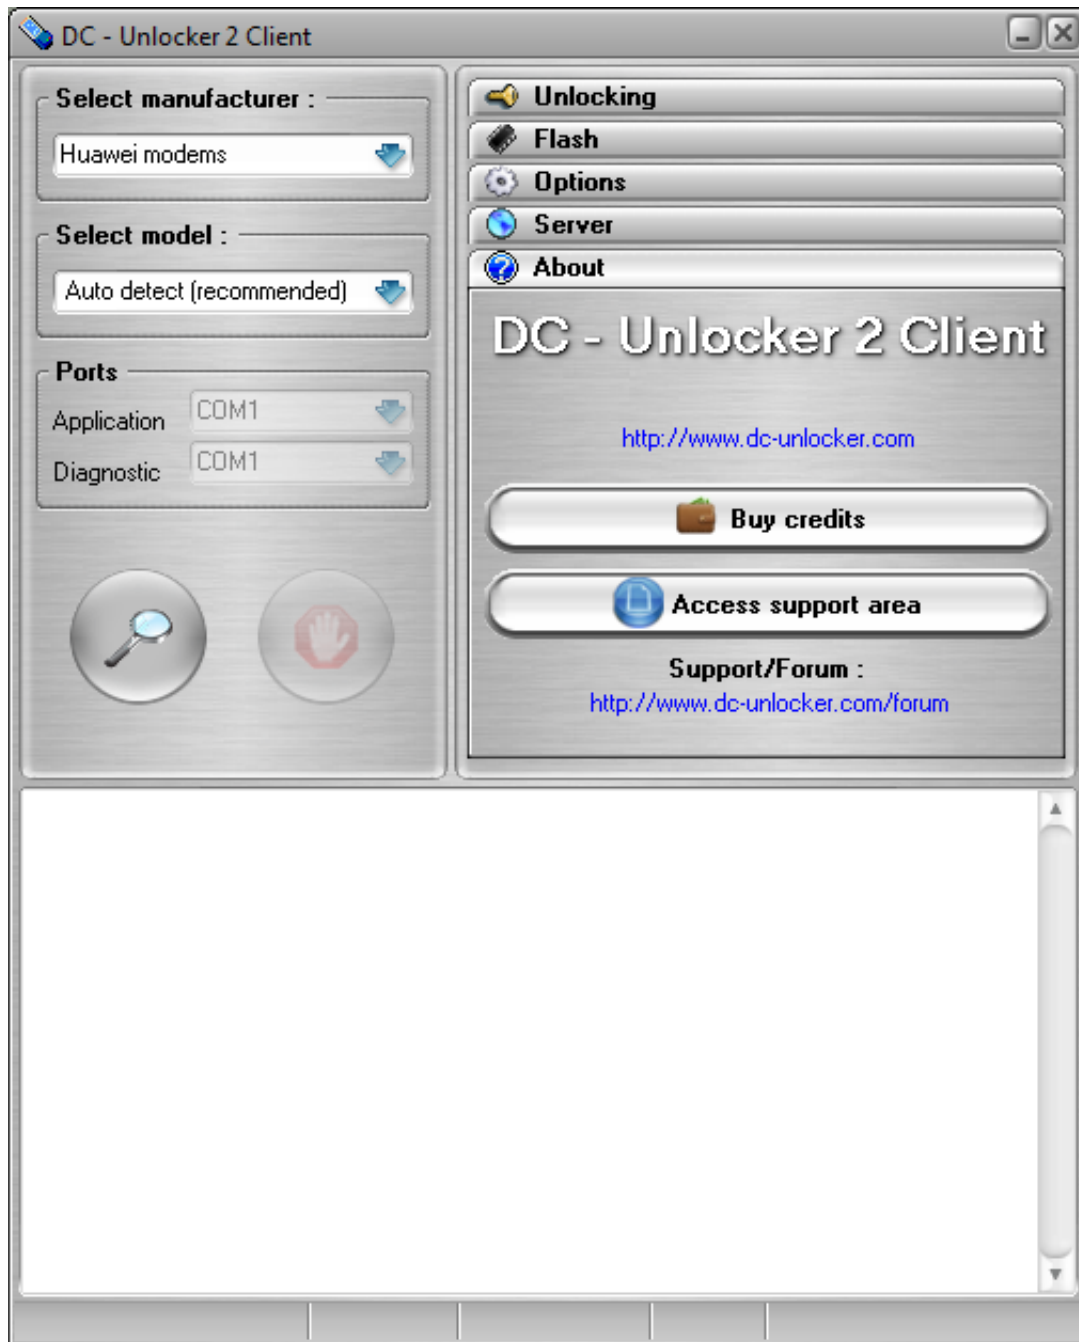 DC - Unlocker 2 Client
Select manufacturer :
Huawei modems
Select model :
Auto detect (recommended)
Ports
Application
COM1
Diagnostic
COM1
Unlocking
Flash
Options
Server
About
DC - Unlocker 2 Client
http://www.dc-unlocker.com
Buy credits
Access support area
Support/Forum :
http://www.dc-unlocker.com/forum